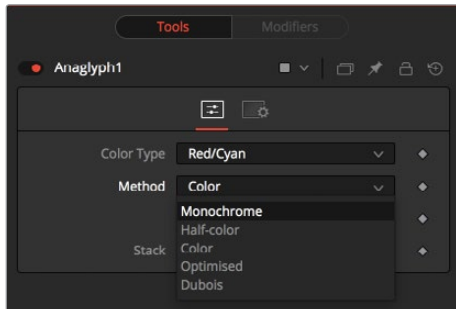 Tools Modifiers
Anaglyph1
Color Type Red/Cyan
Method Color
Monochrome
Half-color
Stack Color
Optimised
Dubois